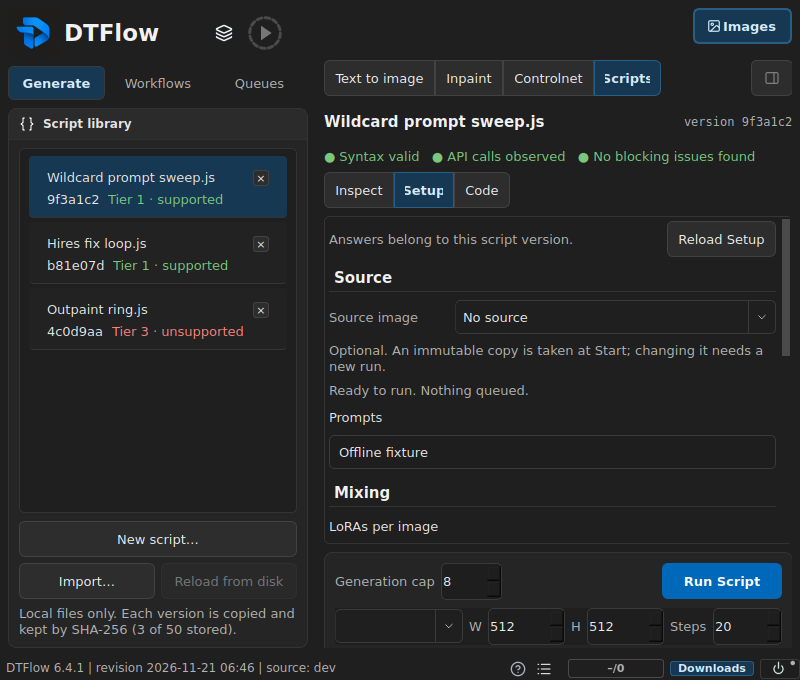 DTFlow
Images
Generate
Workflows
Queues
Text to image
Inpaint
Controlnet
Scripts
{ } Script library
Wildcard prompt sweep.js
9f3a1c2 Tier 1 · supported
Hires fix loop.js
b81e07d Tier 1 · supported
Outpaint ring.js
4c0d9aa Tier 3 · unsupported
New script…
Import…
Reload from disk
Local files only. Each version is copied and
kept by SHA-256 (3 of 50 stored).
Wildcard prompt sweep.js
version 9f3a1c2
Syntax valid
API calls observed
No blocking issues found
Inspect
Setup
Code
Answers belong to this script version.
Reload Setup
Source
Source image
No source
Optional. An immutable copy is taken at Start; changing it needs a
new run.
Ready to run. Nothing queued.
Prompts
Offline fixture
Mixing
LoRAs per image
Generation cap
8
Run Script
W 512
H 512
Steps 20
DTFlow 6.4.1 | revision 2026-11-21 06:46 | source: dev
–/0
Downloads